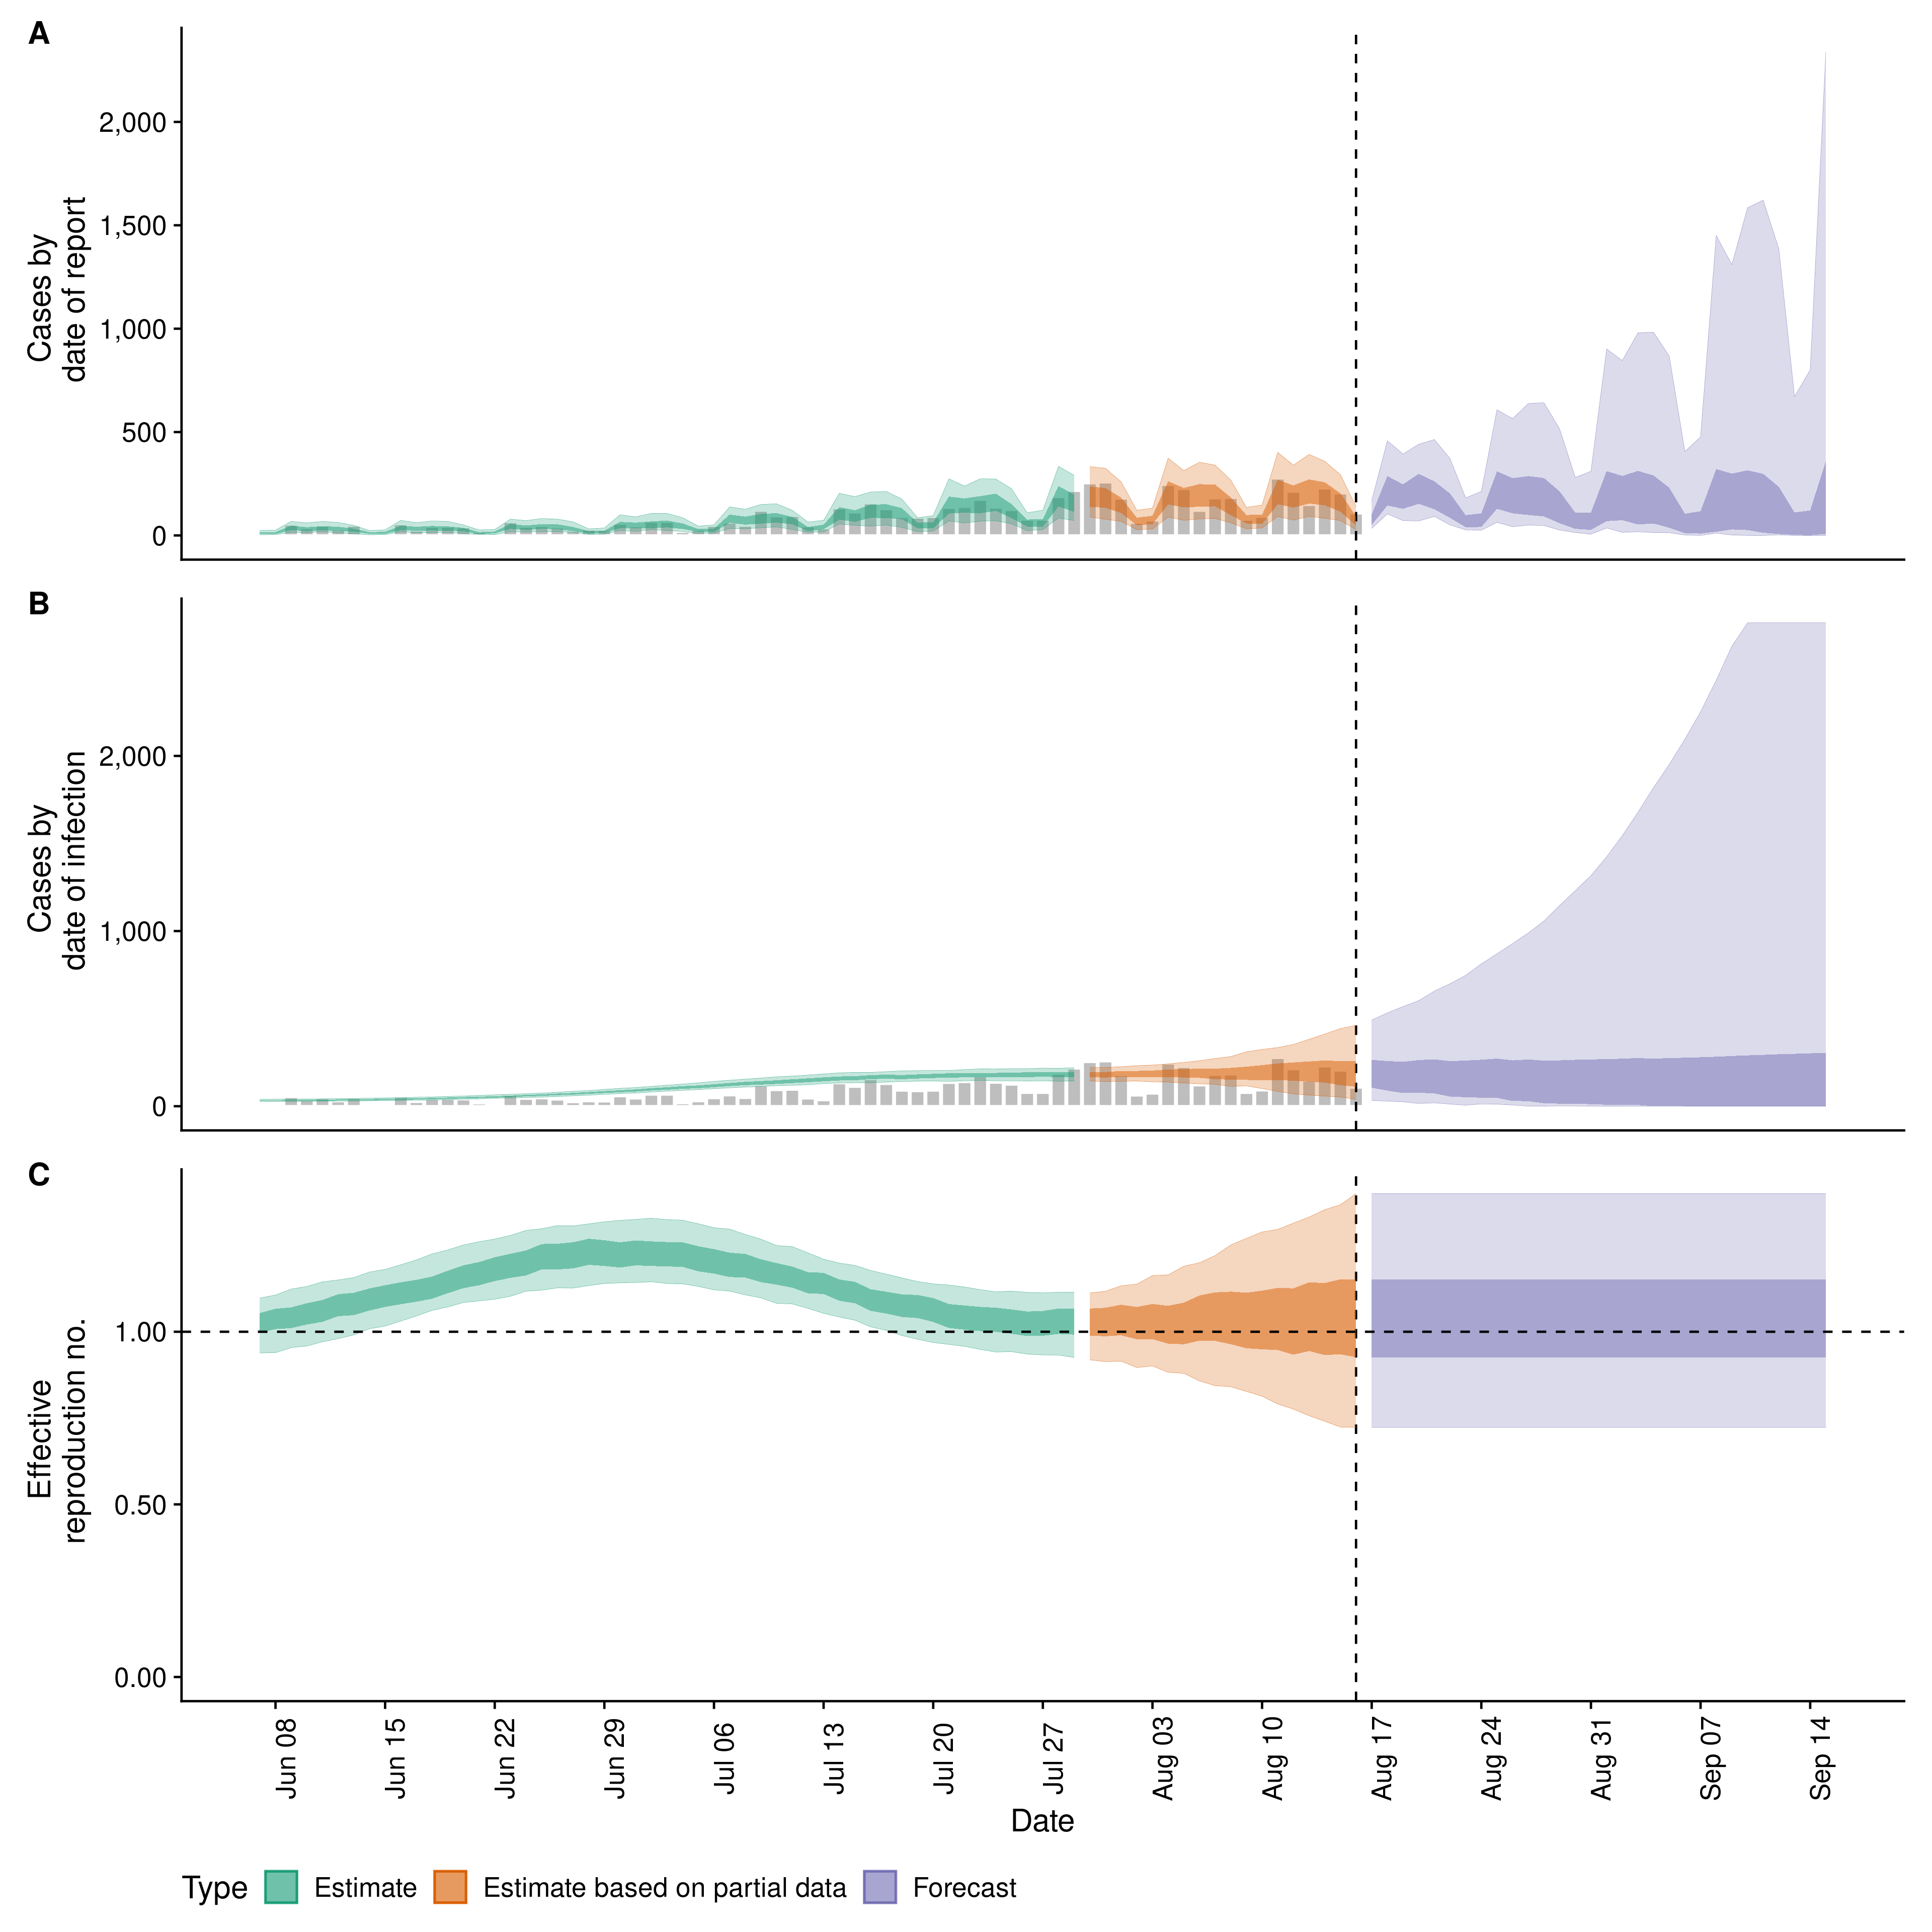 A
Cases by
date of report
2,000
1,500
1,000
500
0
B
Cases by
date of infection
2,000
1,000
0
C
Effective
reproduction no.
1.00
0.50
0.00
Jun 08
Jun 15
Jun 22
Jun 29
Jul 06
Jul 13
Jul 20
Jul 27
Aug 03
Aug 10
Aug 17
Aug 24
Aug 31
Sep 07
Sep 14
Date
Type Estimate Estimate based on partial data Forecast